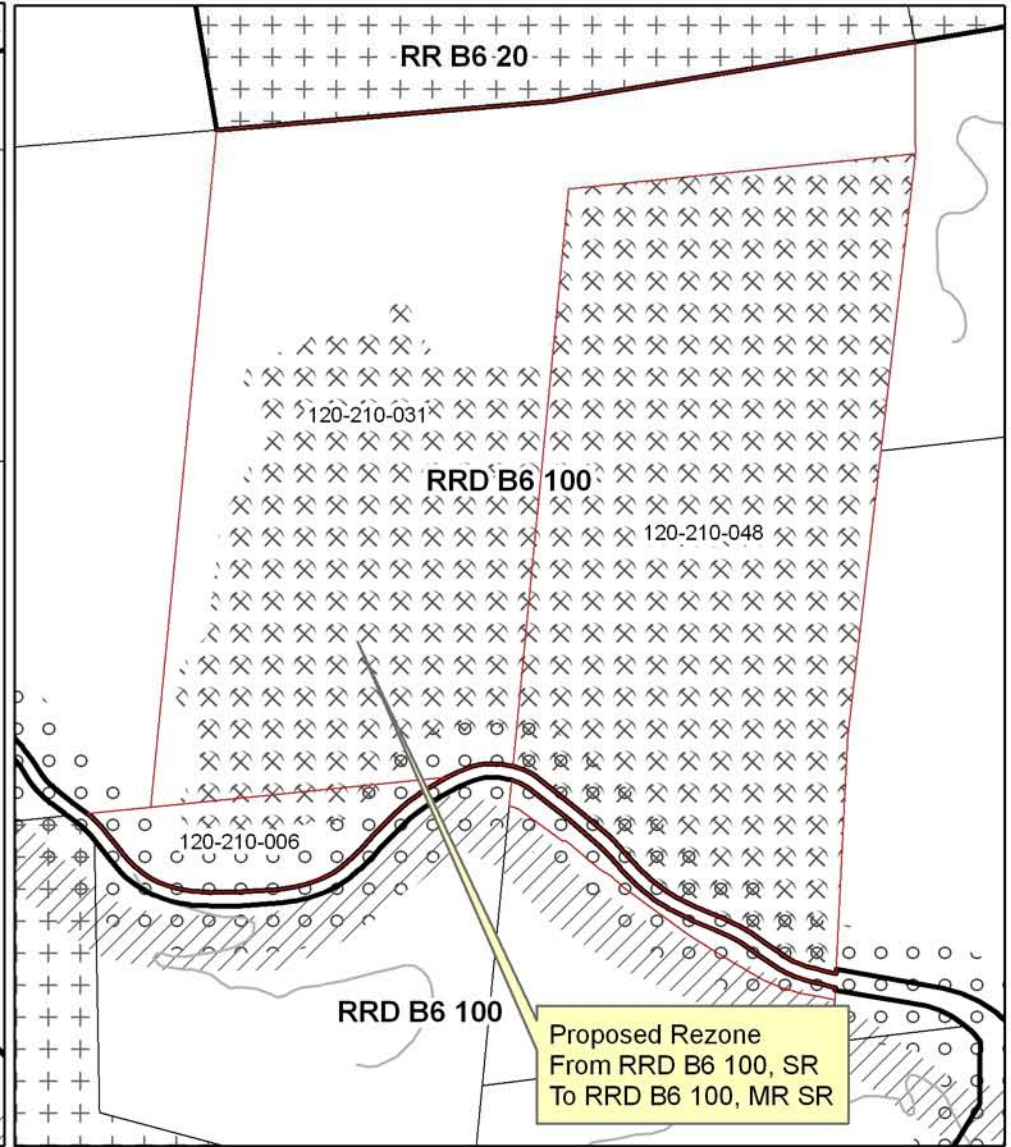 RR B6 20
120-210-031
RRD B6 100
120-210-048
120-210-006
RRD B6 100
Proposed Rezone
From RRD B6 100, SR
To RRD B6 100, MR SR